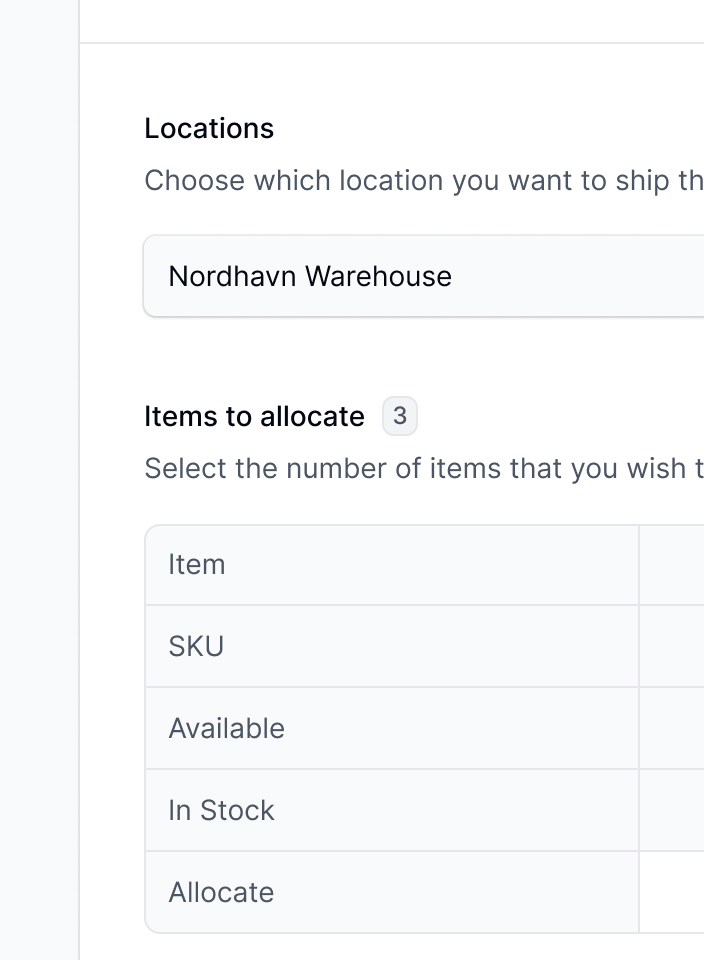 Locations
Choose which location you want to ship th
Nordhavn Warehouse
Items to allocate 3
Select the number of items that you wish t
Item
SKU
Available
In Stock
Allocate